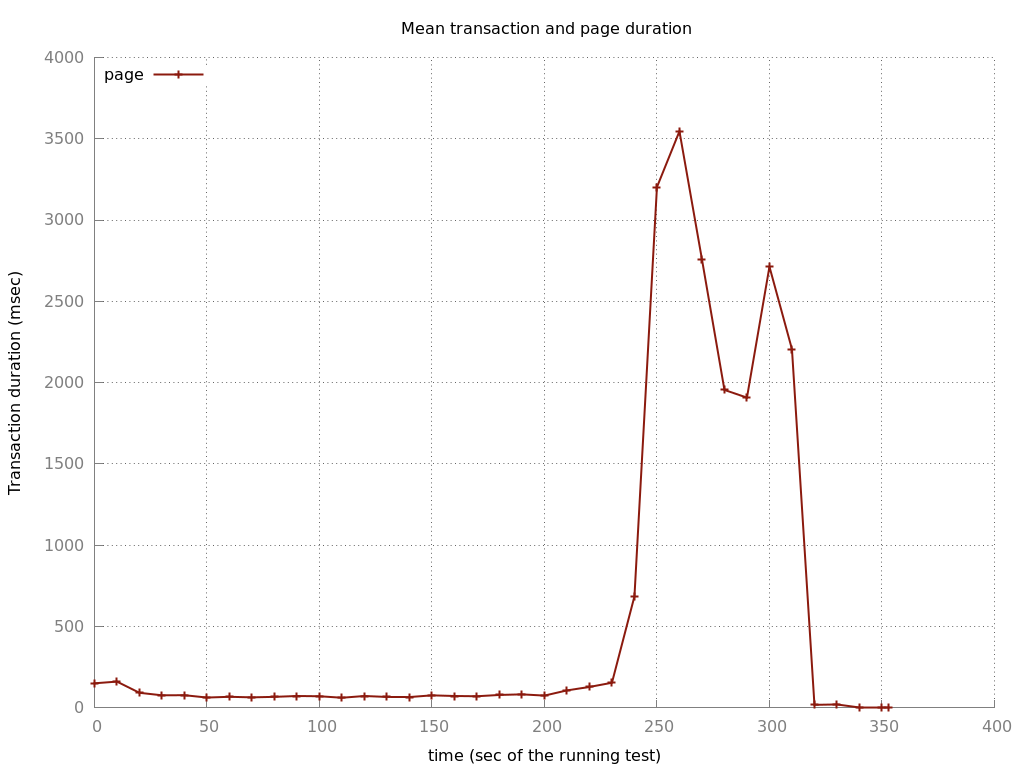 Mean transaction and page duration
page
4000
3500
3000
2500
2000
1500
1000
500
0
Transaction duration (msec)
0 50 100 150 200 250 300 350 400
time (sec of the running test)